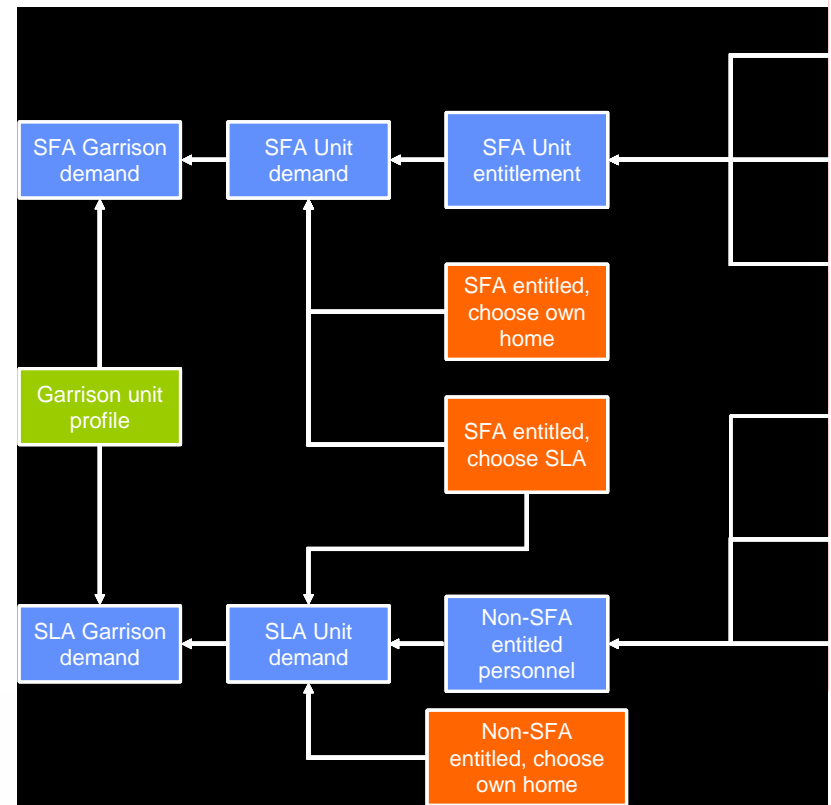 SFA Garrison
demand
SFA Unit
demand
SFA Unit
entitlement
SFA entitled,
choose own
home
Garrison unit
profile
SFA entitled,
choose SLA
SLA Garrison
demand
SLA Unit
demand
Non-SFA
entitled
personnel
Non-SFA
entitled, choose
own home